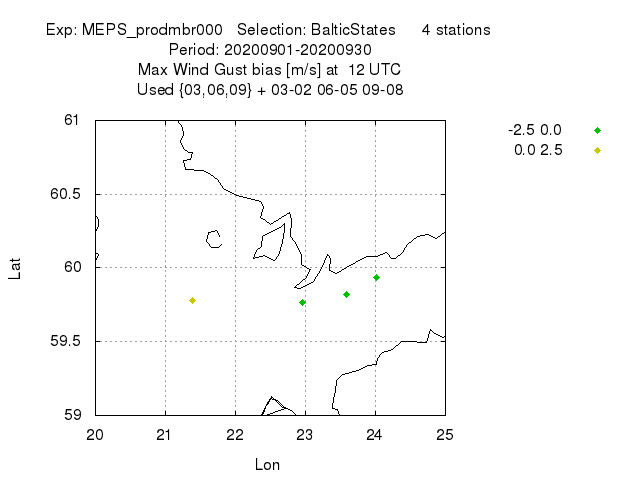 Exp: MEPS_prodmbr000 Selection: BalticStates 4 stations
Period: 20200901-20200930
Max Wind Gust bias [m/s] at 12 UTC
Used {03,06,09} + 03-02 06-05 09-08
-2.5 0.0
0.0 2.5
61
60.5
60
59.5
59
Lat
20 21 22 23 24 25
Lon